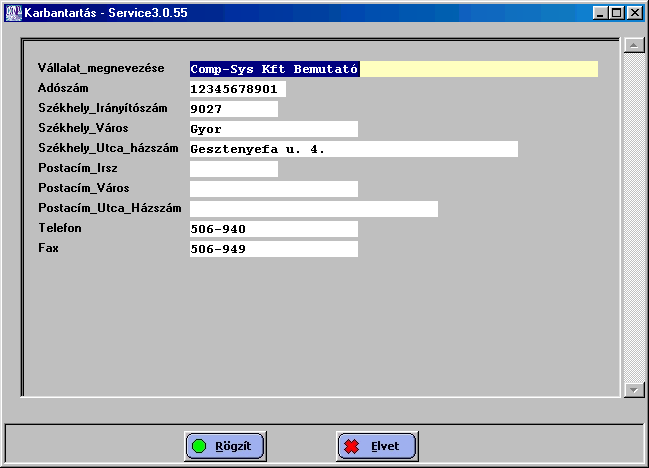 Karbantartás - Service3.0.55
Vállalat_megnevezése Comp-Sys Kft Bemutató
Adószám 12345678901
Székhely_Irányítószám 9027
Székhely_Város Gyor
Székhely_Utca_házszám Gesztenyefa u. 4.
Postacím_Irsz
Postacím_Város
Postacím_Utca_Házszám
Telefon 506-940
Fax 506-949
Rögzít Elvet